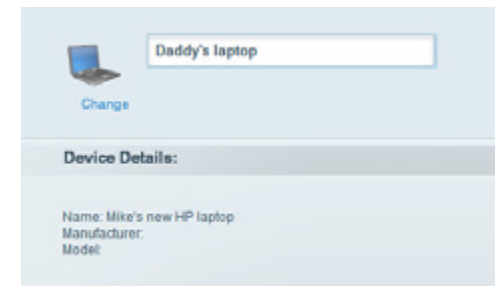 Daddy's laptop
Change
Device Details:
Name: Mike's new HP laptop
Manufacturer:
Model: